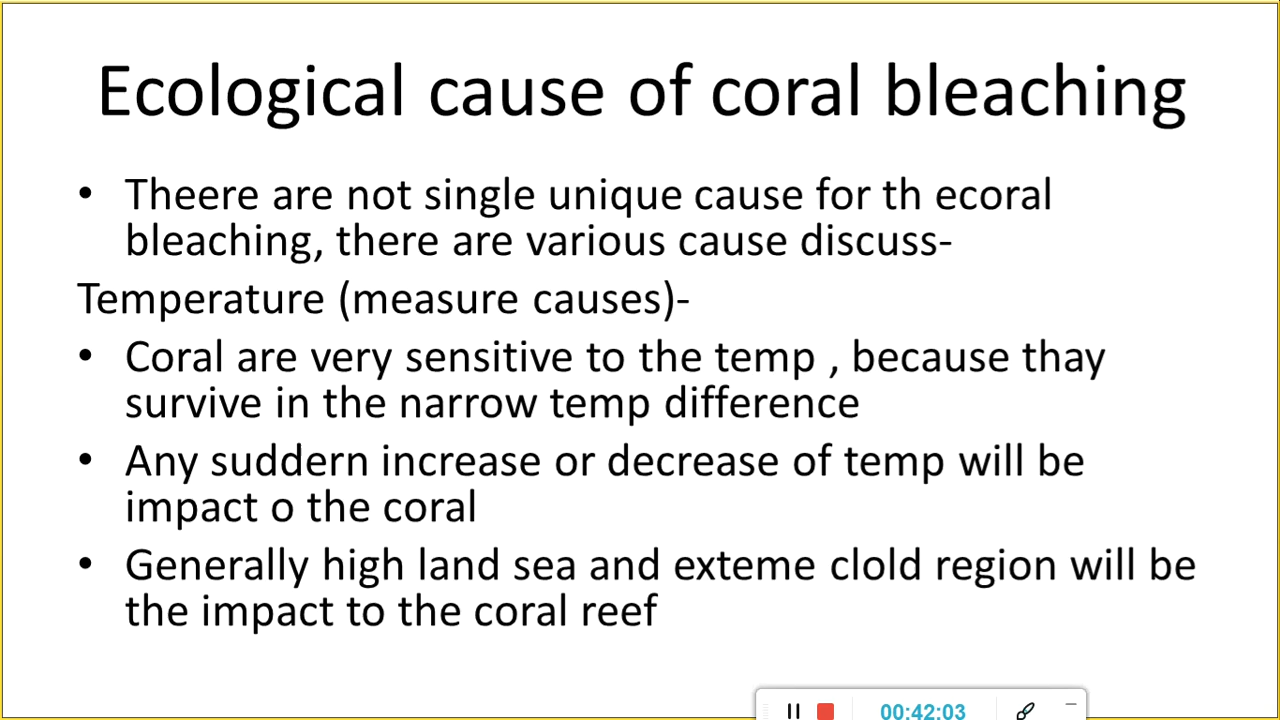 Ecological cause of coral bleaching
• Theere are not single unique cause for th ecoral
bleaching, there are various cause discuss-
Temperature (measure causes)-
• Coral are very sensitive to the temp , because thay
survive in the narrow temp difference
• Any suddern increase or decrease of temp will be
impact o the coral
• Generally high land sea and exteme clold region will be
the impact to the coral reef
00:42:03